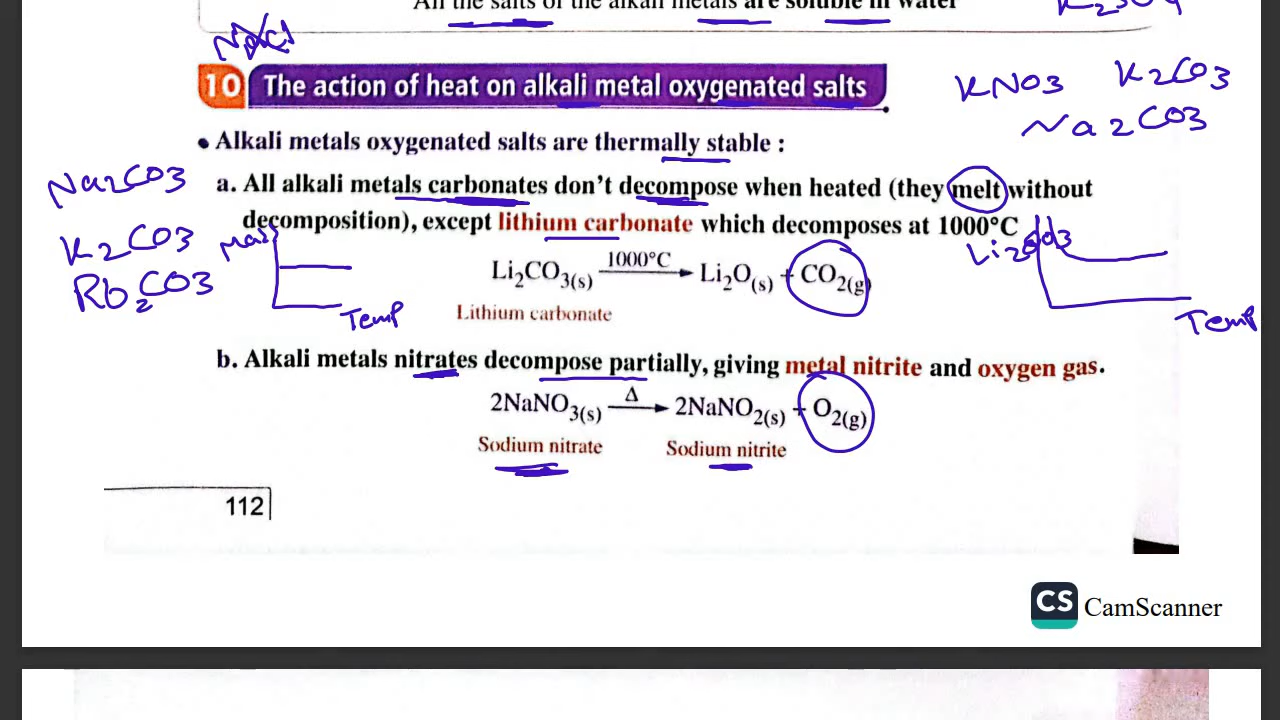 All the salts of the alkali metals are soluble in water
10 The action of heat on alkali metal oxygenated salts
KNO3 K2CO3
Na2CO3
• Alkali metals oxygenated salts are thermally stable :
Na2CO3
a. All alkali metals carbonates don't decompose when heated (they melt without
decomposition), except lithium carbonate which decomposes at 1000°C
K2CO3
Rb2CO3
Mass
Temp
Li₂CO₃(s) 1000°C → Li₂O(s) + CO₂(g)
Lithium carbonate
Temp
b. Alkali metals nitrates decompose partially, giving metal nitrite and oxygen gas.
2NaNO₃(s) Δ → 2NaNO₂(s) + O₂(g)
Sodium nitrate Sodium nitrite
112
CS CamScanner